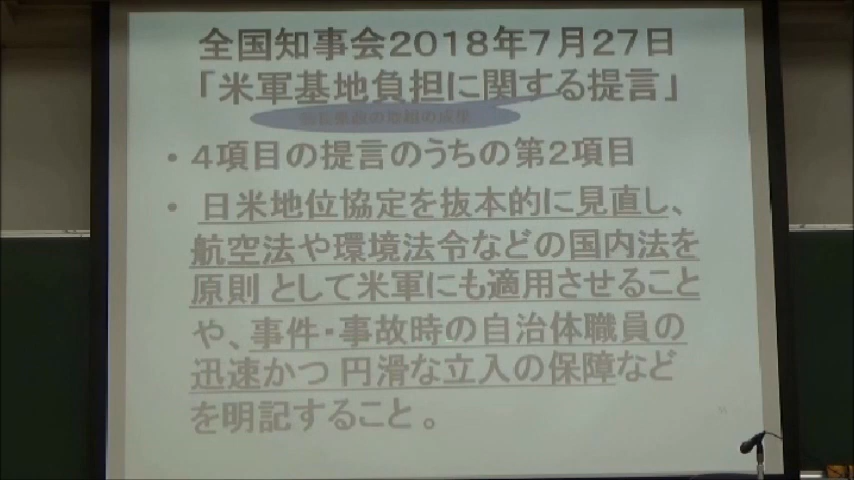 全国知事会2018年7月27日
「米軍基地負担に関する提言」
・4項目の提言のうちの第2項目
・ 日米地位協定を抜本的に見直し、
航空法や環境法令などの国内法を
原則 として米軍にも適用させること
や、事件・事故時の自治体職員の
迅速かつ 円滑な立入の保障など
を明記すること。